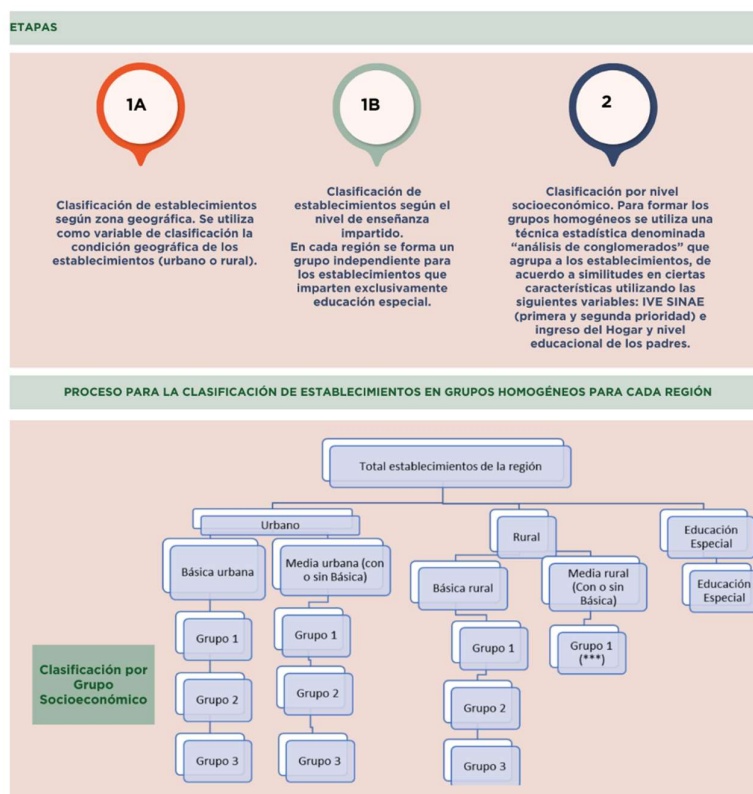 ETAPAS
1A
Clasificación de establecimientos
según zona geográfica. Se utiliza
como variable de clasificación la
condición geográfica de los
establecimientos (urbano o rural).
1B
Clasificación de
establecimientos según el
nivel de enseñanza
impartido.
En cada región se forma un
grupo independiente para
los establecimientos que
imparten exclusivamente
educación especial.
2
Clasificación por nivel
socioeconómico. Para formar los
grupos homogéneos se utiliza una
técnica estadística denominada
“análisis de conglomerados” que
agrupa a los establecimientos, de
acuerdo a similitudes en ciertas
características utilizando las
siguientes variables: IVE SINAE
(primera y segunda prioridad) e
ingreso del Hogar y nivel
educacional de los padres.
PROCESO PARA LA CLASIFICACIÓN DE ESTABLECIMIENTOS EN GRUPOS HOMOGÉNEOS PARA CADA REGIÓN
Total establecimientos de la región
Urbano
Básica urbana
Grupo 1
Grupo 2
Grupo 3
Media urbana (con
o sin Básica)
Grupo 1
Grupo 2
Grupo 3
Rural
Básica rural
Grupo 1
Grupo 2
Grupo 3
Media rural
(Con o sin
Básica)
Grupo 1
(***)
Educación
Especial
Educación
Especial
Clasificación por
Grupo
Socioeconómico